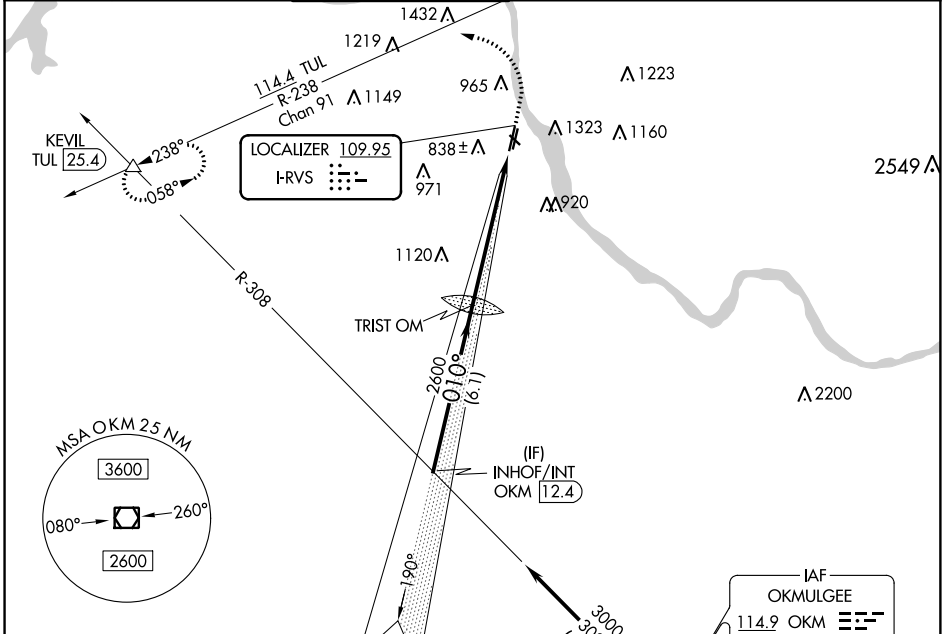 1432
1219
114.4 TUL
R-238
Chan 91
1149
965
1223
KEVIL
TUL 25.4
238°
058°
LOCALIZER 109.95
I-RVS
838±
971
1323
1160
2549
920
1120
R-308
TRIST OM
2600
010°
(6.1)
2200
MSA OKM 25 NM
3600
080°
260°
2600
(IF)
INHOF/INT
OKM 12.4
190°
3000
IAF
OKMULGEE
114.9 OKM